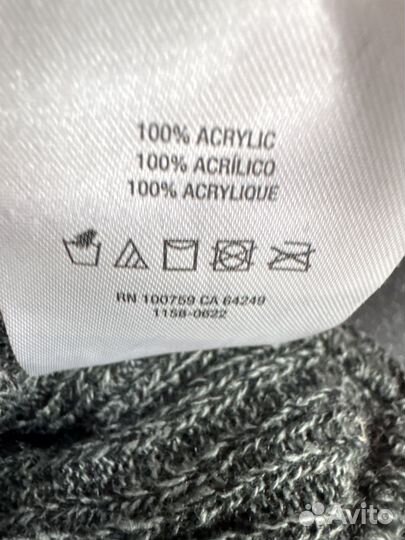 100% ACRYLIC
100% ACRÍLICO
100% ACRYLIQUE
RN 100759 CA 64249
1158-0622
Avito